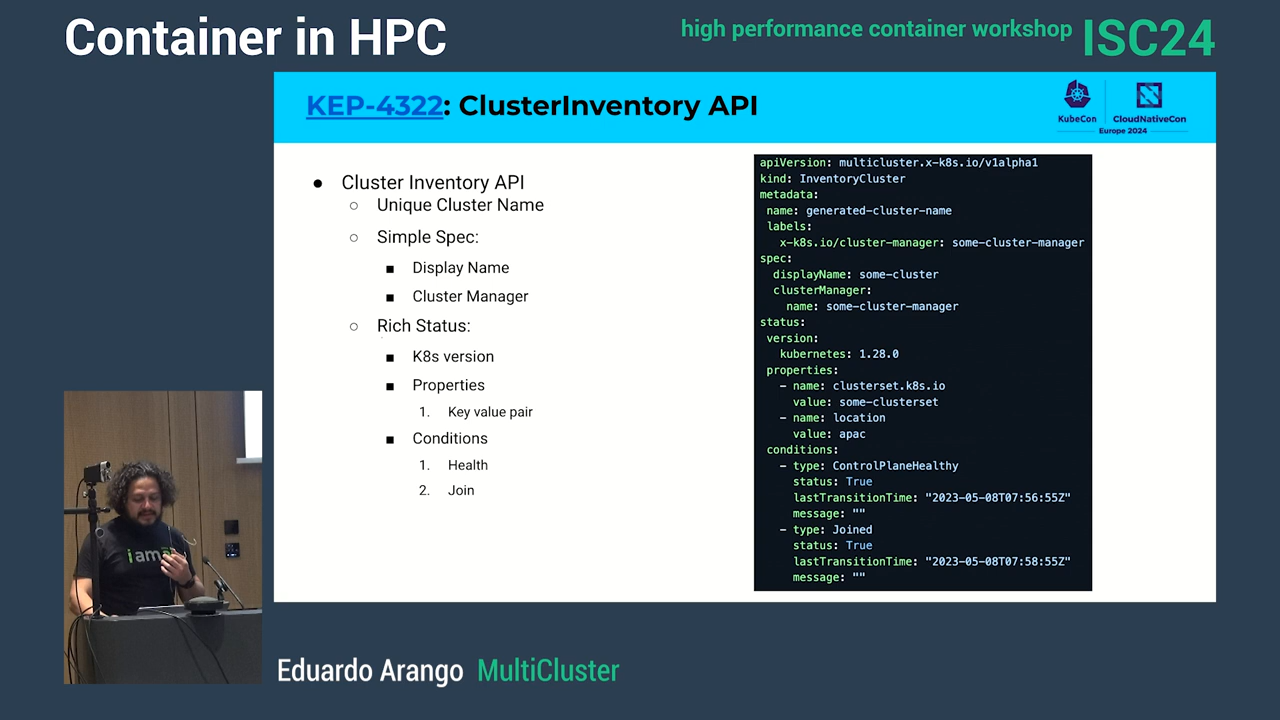 Container in HPC
high performance container workshop ISC24
KEP-4322: ClusterInventory API
KubeCon
CloudNativeCon
Europe 2024
● Cluster Inventory API
○ Unique Cluster Name
○ Simple Spec:
■ Display Name
■ Cluster Manager
○ Rich Status:
■ K8s version
■ Properties
1. Key value pair
■ Conditions
1. Health
2. Join
apiVersion: multicluster.x-k8s.io/v1alpha1
kind: InventoryCluster
metadata:
name: generated-cluster-name
labels:
x-k8s.io/cluster-manager: some-cluster-manager
spec:
displayName: some-cluster
clusterManager:
name: some-cluster-manager
status:
version:
kubernetes: 1.28.0
properties:
- name: clusterset.k8s.io
value: some-clusterset
- name: location
value: apac
conditions:
- type: ControlPlaneHealthy
status: True
lastTransitionTime: "2023-05-08T07:56:55Z"
message: ""
- type: Joined
status: True
lastTransitionTime: "2023-05-08T07:58:55Z"
message: ""
i am
Eduardo Arango MultiCluster